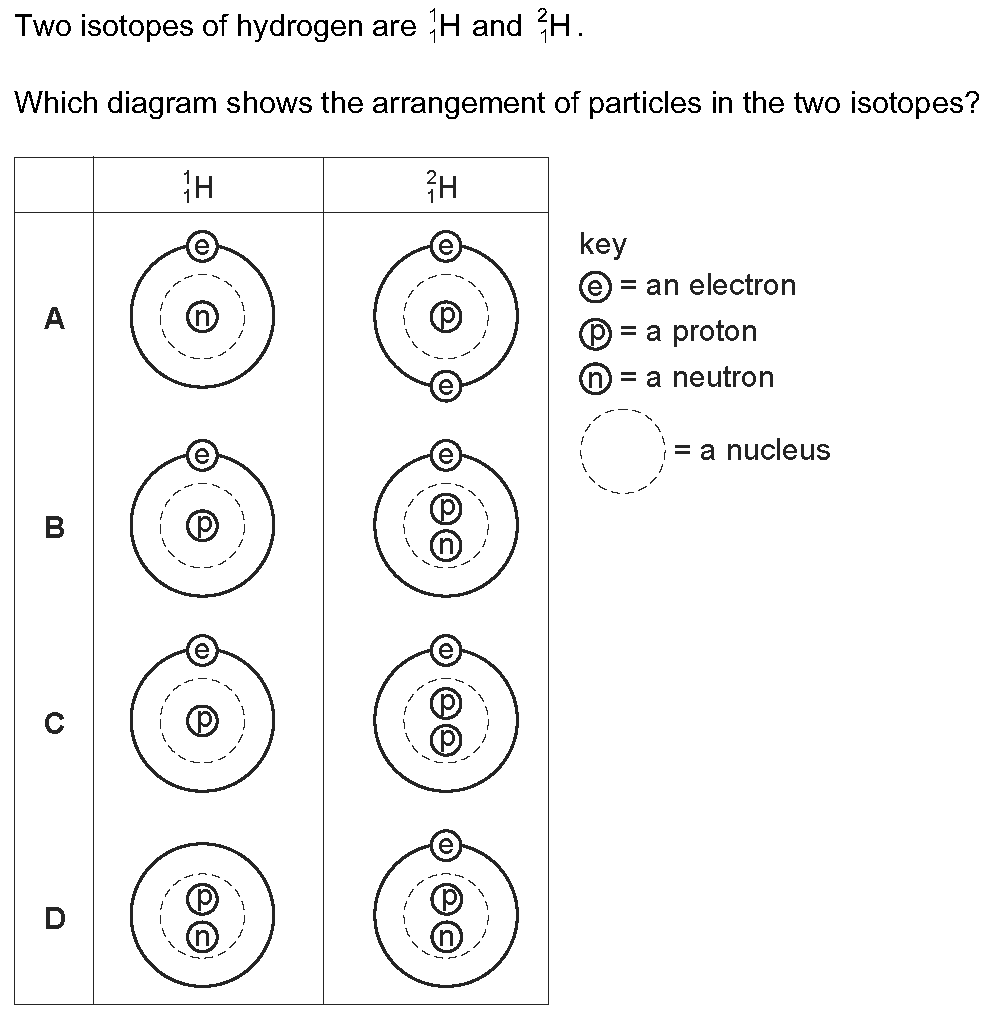 Two isotopes of hydrogen are ¹₁H and ²₁H.
Which diagram shows the arrangement of particles in the two isotopes?
¹₁H ²₁H
A
e
n
e
p
e
B
e
p
e
p
n
C
e
p
e
p
p
D
p
n
e
p
n
key
e = an electron
p = a proton
n = a neutron
= a nucleus